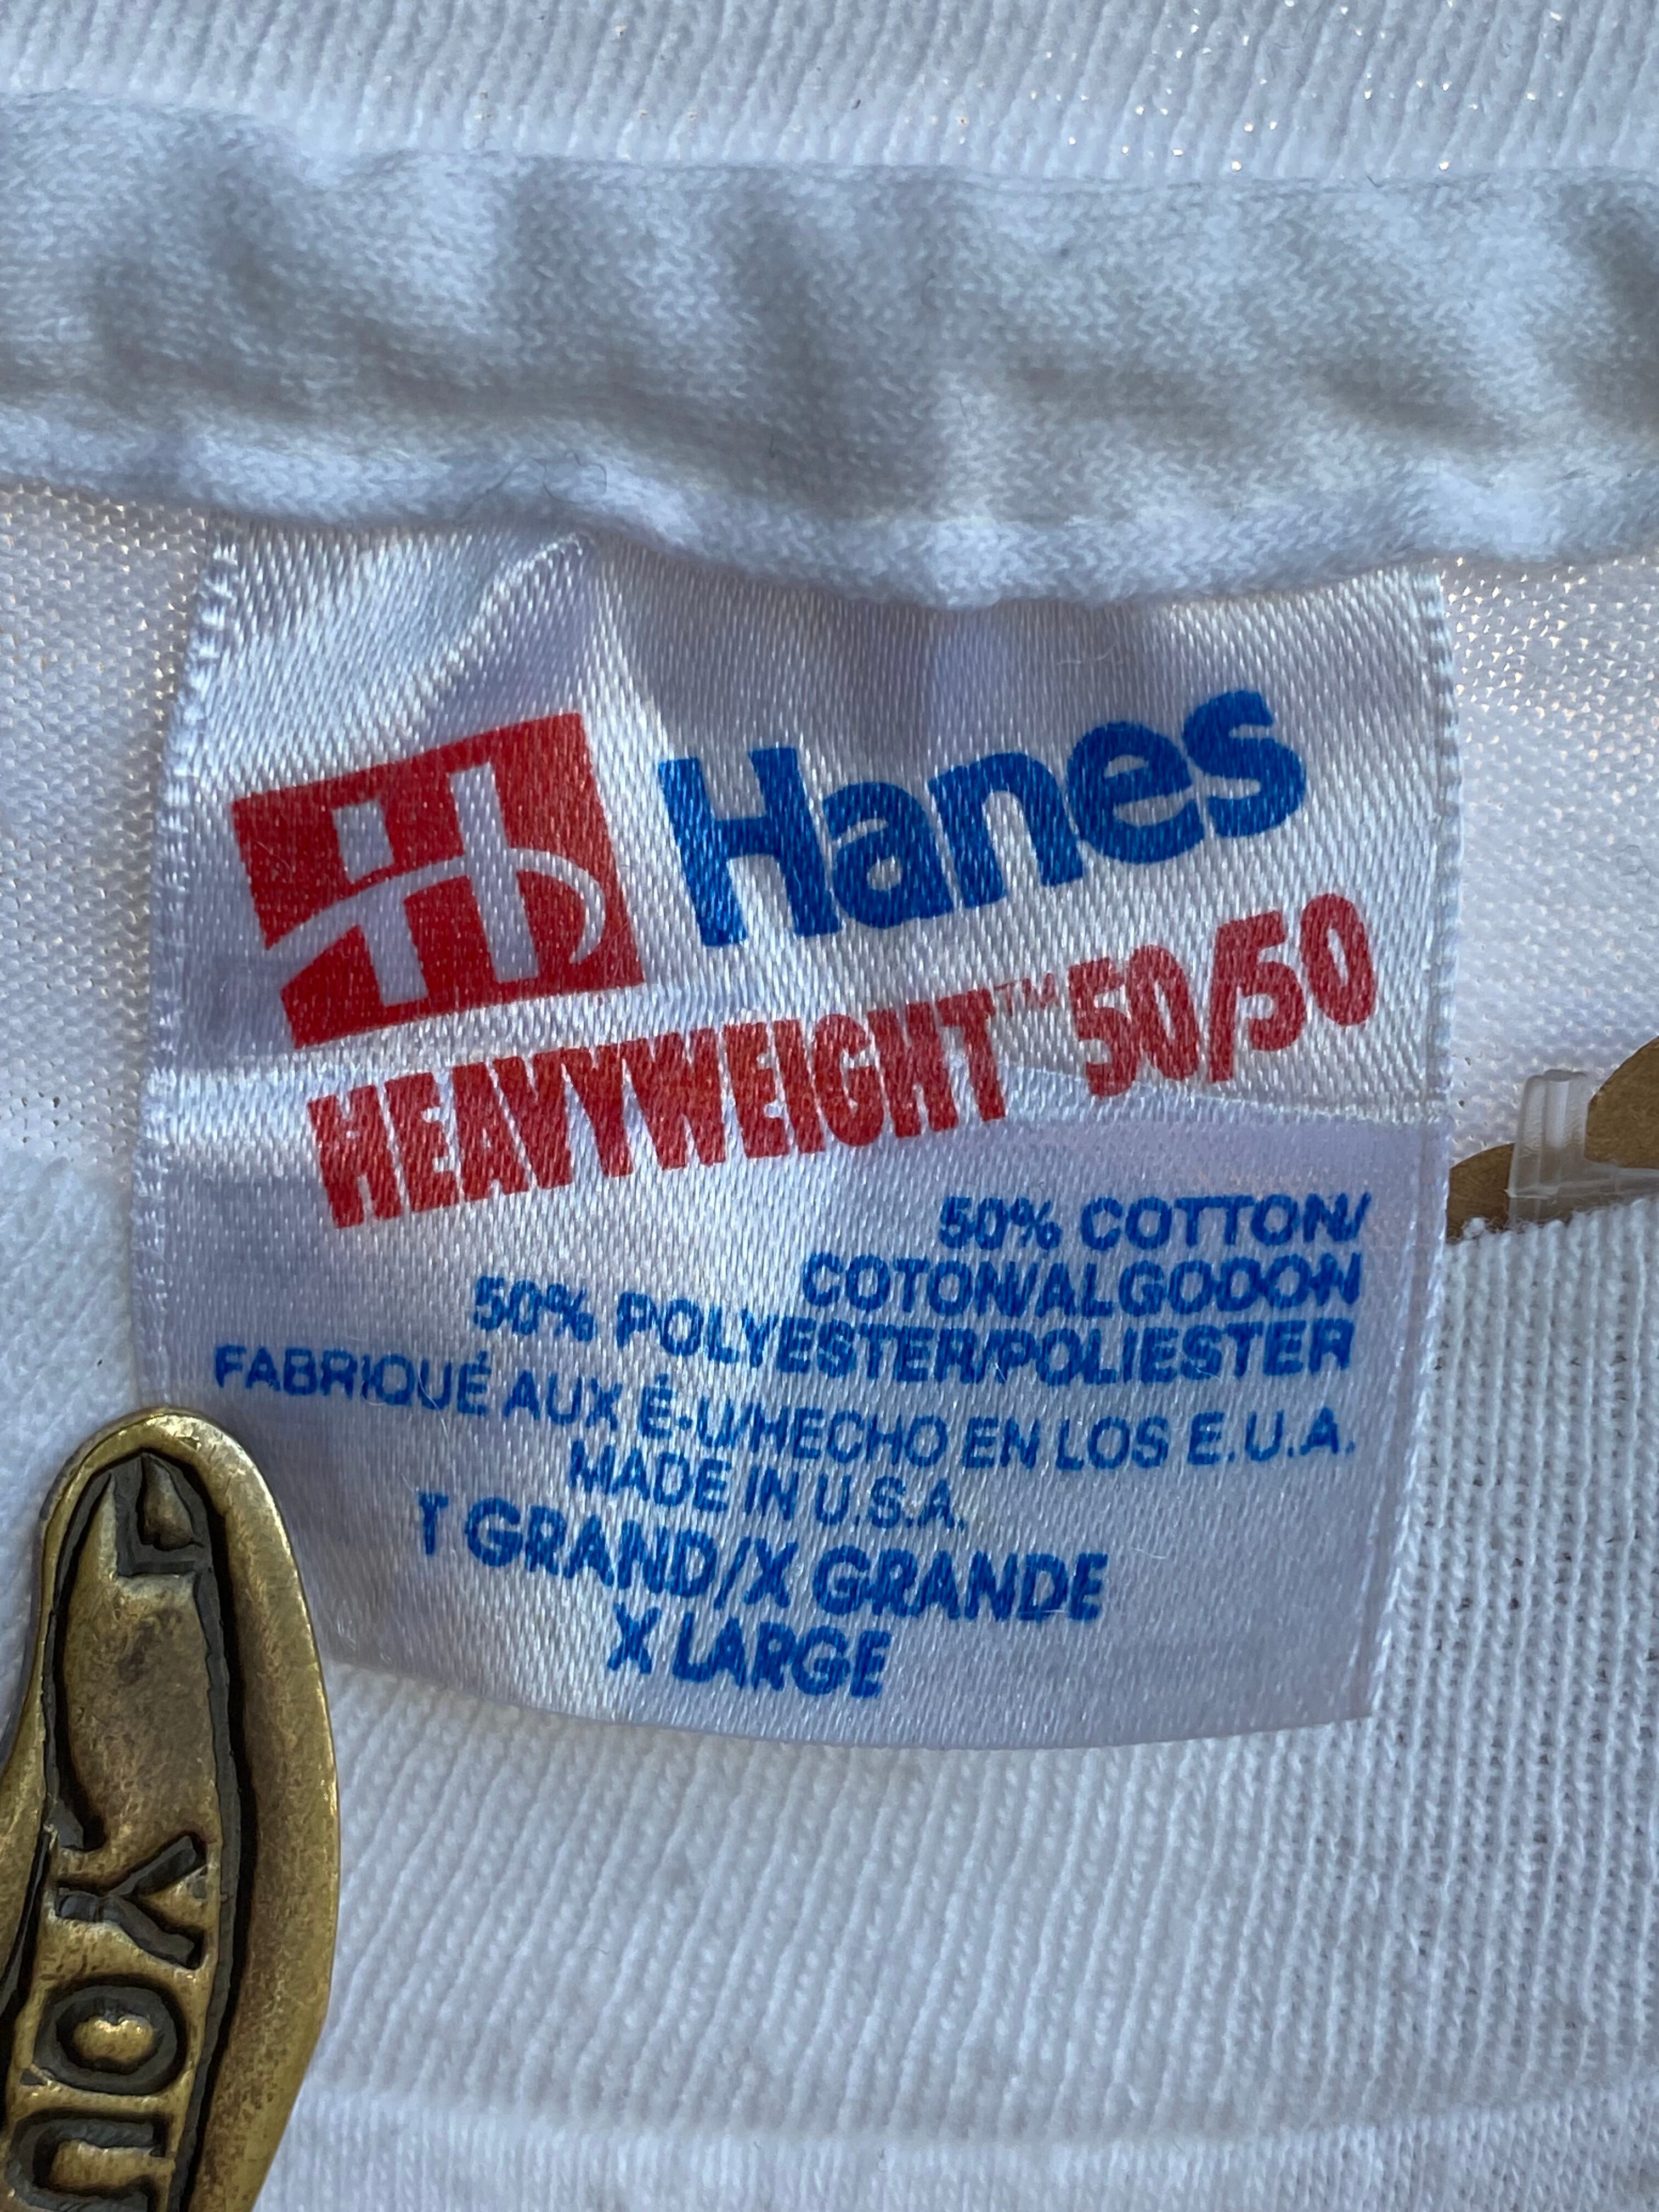 Hanes
HEAVYWEIGHT™ 50/50
50% COTTON/
COTON/ALGODON
50% POLYESTER/POLIESTER
FABRIQUÉ AUX É-U/HECHO EN LOS E.U.A.
MADE IN U.S.A.
T GRAND/X GRANDE
X LARGE
YOU